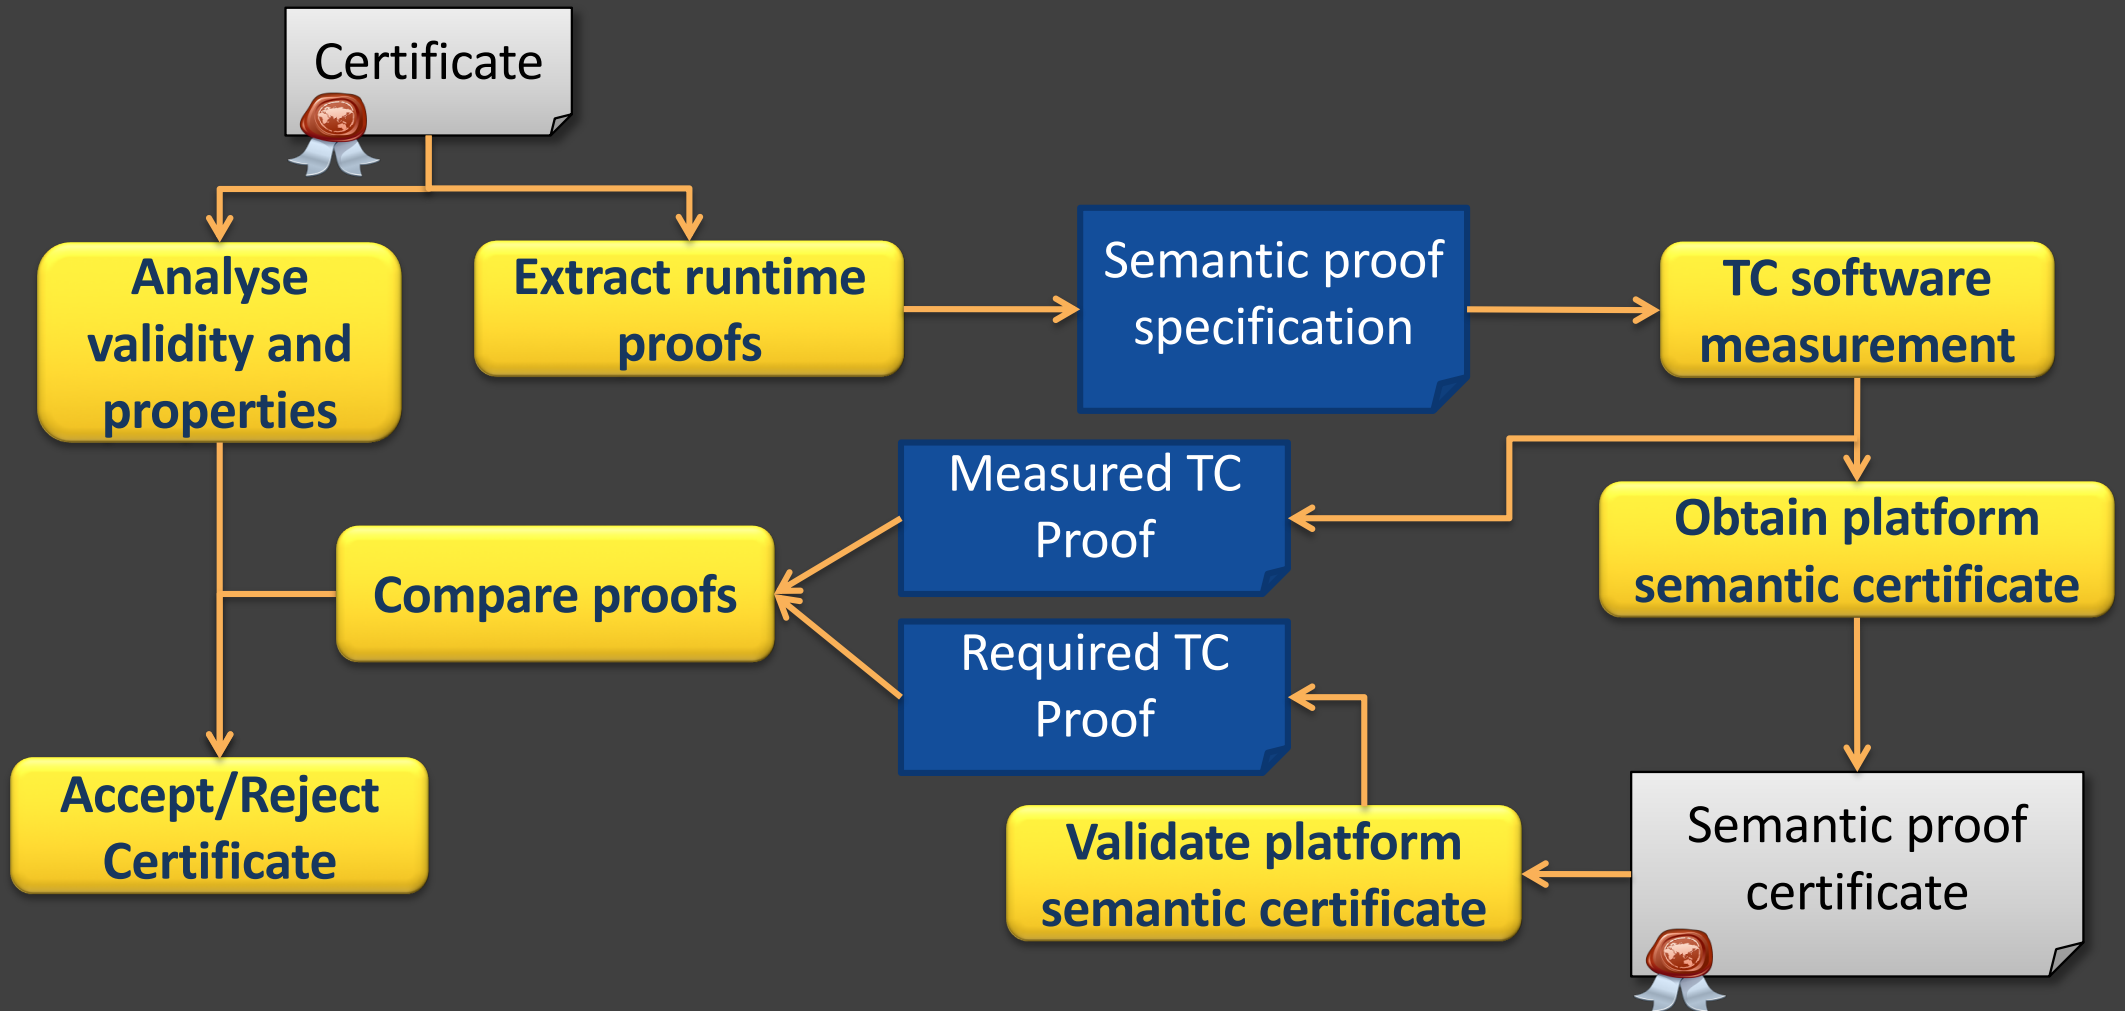 Certificate
Analyse
validity and
properties
Extract runtime
proofs
Semantic proof
specification
TC software
measurement
Measured TC
Proof
Obtain platform
semantic certificate
Compare proofs
Required TC
Proof
Accept/Reject
Certificate
Validate platform
semantic certificate
Semantic proof
certificate